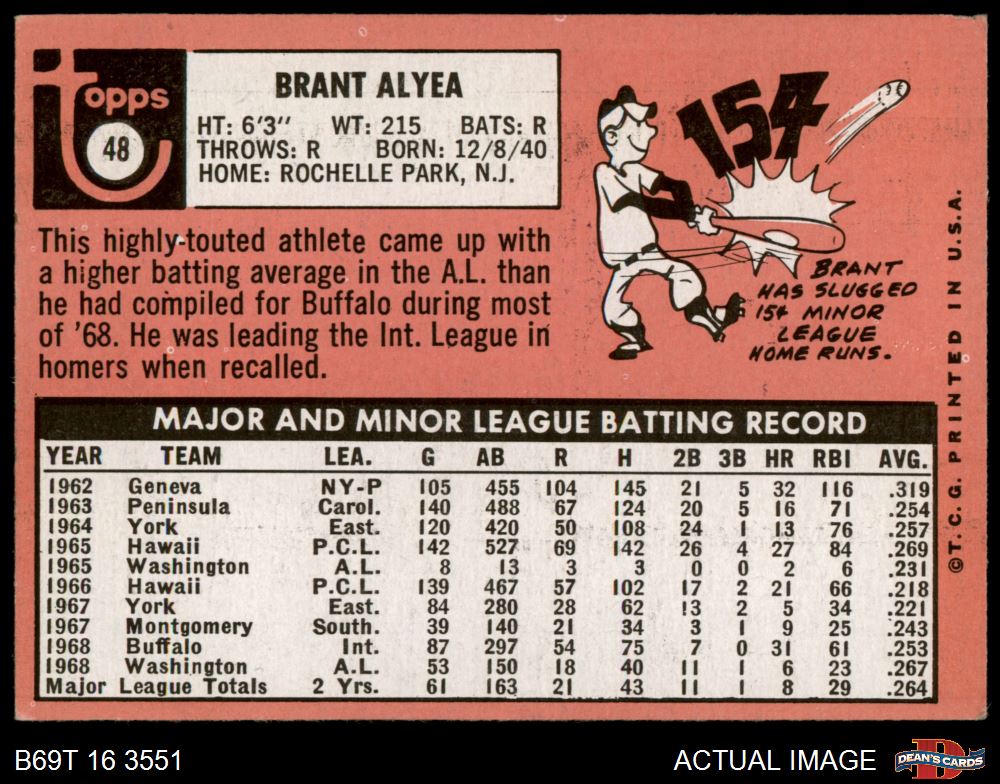 Topps
48
BRANT ALYEA
HT: 6'3" WT: 215 BATS: R
THROWS: R BORN: 12/8/40
HOME: ROCHELLE PARK, N.J.
This highly-touted athlete came up with
a higher batting average in the A.L. than
he had compiled for Buffalo during most
of '68. He was leading the Int. League in
homers when recalled.
154
BRANT
HAS SLUGGED
154 MINOR
LEAGUE
HOME RUNS.
MAJOR AND MINOR LEAGUE BATTING RECORD
YEAR TEAM LEA. G AB R H 2B 3B HR RBI AVG.
1962 Geneva NY-P 105 455 104 145 21 5 32 116 .319
1963 Peninsula Carol. 140 488 67 124 20 5 16 71 .254
1964 York East. 120 420 50 108 24 1 13 76 .257
1965 Hawaii P.C.L. 142 527 69 142 26 4 27 84 .269
1965 Washington A.L. 8 13 3 3 0 0 2 6 .231
1966 Hawaii P.C.L. 139 467 57 102 17 2 21 66 .218
1967 York East. 84 280 28 62 13 2 5 34 .221
1967 Montgomery South. 39 140 21 34 3 1 9 25 .243
1968 Buffalo Int. 87 297 54 75 7 0 31 61 .253
1968 Washington A.L. 53 150 18 40 11 1 6 23 .267
Major League Totals 2 Yrs. 61 163 21 43 11 1 8 29 .264
©T.C.G. PRINTED IN U.S.A.
B69T 16 3551
ACTUAL IMAGE
DEAN'S CARDS